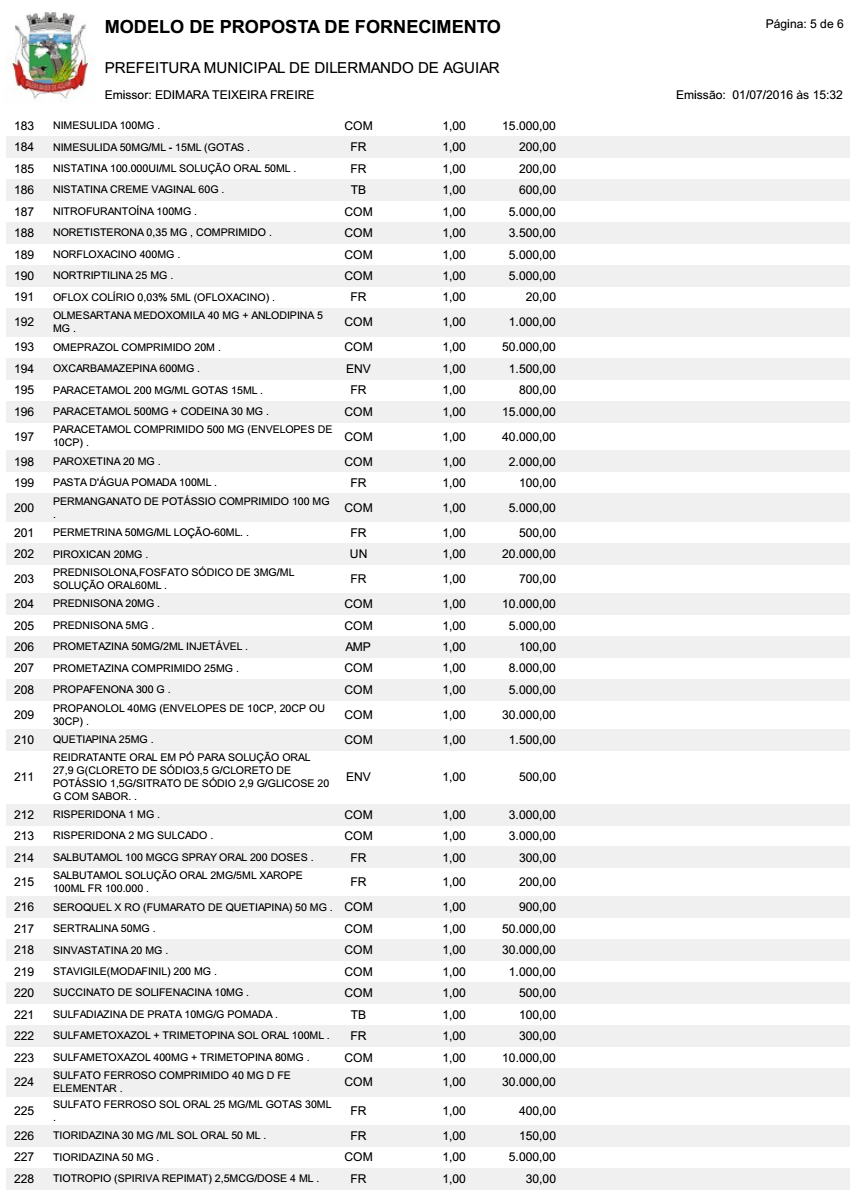 MODELO DE PROPOSTA DE FORNECIMENTO
Página: 5 de 6
PREFEITURA MUNICIPAL DE DILERMANDO DE AGUIAR
Emissor: EDIMARA TEIXEIRA FREIRE
Emissão: 01/07/2016 às 15:32
183 NIMESULIDA 100MG . COM 1,00 15.000,00
184 NIMESULIDA 50MG/ML - 15ML (GOTAS . FR 1,00 200,00
185 NISTATINA 100.000UI/ML SOLUÇÃO ORAL 50ML . FR 1,00 200,00
186 NISTATINA CREME VAGINAL 60G . TB 1,00 600,00
187 NITROFURANTOÍNA 100MG . COM 1,00 5.000,00
188 NORETISTERONA 0,35 MG , COMPRIMIDO . COM 1,00 3.500,00
189 NORFLOXACINO 400MG . COM 1,00 5.000,00
190 NORTRIPTILINA 25 MG . COM 1,00 5.000,00
191 OFLOX COLÍRIO 0,03% 5ML (OFLOXACINO) . FR 1,00 20,00
192 OLMESARTANA MEDOXOMILA 40 MG + ANLODIPINA 5
MG . COM 1,00 1.000,00
193 OMEPRAZOL COMPRIMIDO 20M . COM 1,00 50.000,00
194 OXCARBAMAZEPINA 600MG . ENV 1,00 1.500,00
195 PARACETAMOL 200 MG/ML GOTAS 15ML . FR 1,00 800,00
196 PARACETAMOL 500MG + CODEINA 30 MG . COM 1,00 15.000,00
197 PARACETAMOL COMPRIMIDO 500 MG (ENVELOPES DE
10CP) . COM 1,00 40.000,00
198 PAROXETINA 20 MG . COM 1,00 2.000,00
199 PASTA D'ÁGUA POMADA 100ML . FR 1,00 100,00
200 PERMANGANATO DE POTÁSSIO COMPRIMIDO 100 MG
. COM 1,00 5.000,00
201 PERMETRINA 50MG/ML LOÇÃO-60ML. . FR 1,00 500,00
202 PIROXICAN 20MG . UN 1,00 20.000,00
203 PREDNISOLONA,FOSFATO SÓDICO DE 3MG/ML
SOLUÇÃO ORAL60ML . FR 1,00 700,00
204 PREDNISONA 20MG . COM 1,00 10.000,00
205 PREDNISONA 5MG . COM 1,00 5.000,00
206 PROMETAZINA 50MG/2ML INJETÁVEL . AMP 1,00 100,00
207 PROMETAZINA COMPRIMIDO 25MG . COM 1,00 8.000,00
208 PROPAFENONA 300 G . COM 1,00 5.000,00
209 PROPANOLOL 40MG (ENVELOPES DE 10CP, 20CP OU
30CP) . COM 1,00 30.000,00
210 QUETIAPINA 25MG . COM 1,00 1.500,00
211 REIDRATANTE ORAL EM PÓ PARA SOLUÇÃO ORAL
27,9 G(CLORETO DE SÓDIO3,5 G/CLORETO DE
POTÁSSIO 1,5G/SITRATO DE SÓDIO 2,9 G/GLICOSE 20
G COM SABOR. . ENV 1,00 500,00
212 RISPERIDONA 1 MG . COM 1,00 3.000,00
213 RISPERIDONA 2 MG SULCADO . COM 1,00 3.000,00
214 SALBUTAMOL 100 MGCG SPRAY ORAL 200 DOSES . FR 1,00 300,00
215 SALBUTAMOL SOLUÇÃO ORAL 2MG/5ML XAROPE
100ML FR 100.000 . FR 1,00 200,00
216 SEROQUEL X RO (FUMARATO DE QUETIAPINA) 50 MG . COM 1,00 900,00
217 SERTRALINA 50MG . COM 1,00 50.000,00
218 SINVASTATINA 20 MG . COM 1,00 30.000,00
219 STAVIGILE(MODAFINIL) 200 MG . COM 1,00 1.000,00
220 SUCCINATO DE SOLIFENACINA 10MG . COM 1,00 500,00
221 SULFADIAZINA DE PRATA 10MG/G POMADA . TB 1,00 100,00
222 SULFAMETOXAZOL + TRIMETOPINA SOL ORAL 100ML . FR 1,00 300,00
223 SULFAMETOXAZOL 400MG + TRIMETOPINA 80MG . COM 1,00 10.000,00
224 SULFATO FERROSO COMPRIMIDO 40 MG D FE
ELEMENTAR . COM 1,00 30.000,00
225 SULFATO FERROSO SOL ORAL 25 MG/ML GOTAS 30ML
. FR 1,00 400,00
226 TIORIDAZINA 30 MG /ML SOL ORAL 50 ML . FR 1,00 150,00
227 TIORIDAZINA 50 MG . COM 1,00 5.000,00
228 TIOTROPIO (SPIRIVA REPIMAT) 2,5MCG/DOSE 4 ML . FR 1,00 30,00